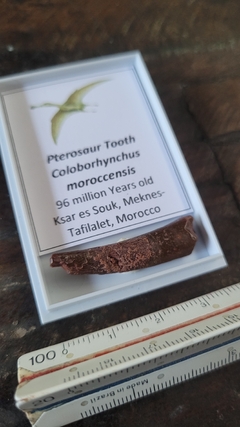 Pterosaur Tooth
Coloborhynchus
moroccensis
96 million Years old
Ksar es Souk, Meknes-
Tafilalet, Morocco
100
Made in Brazil